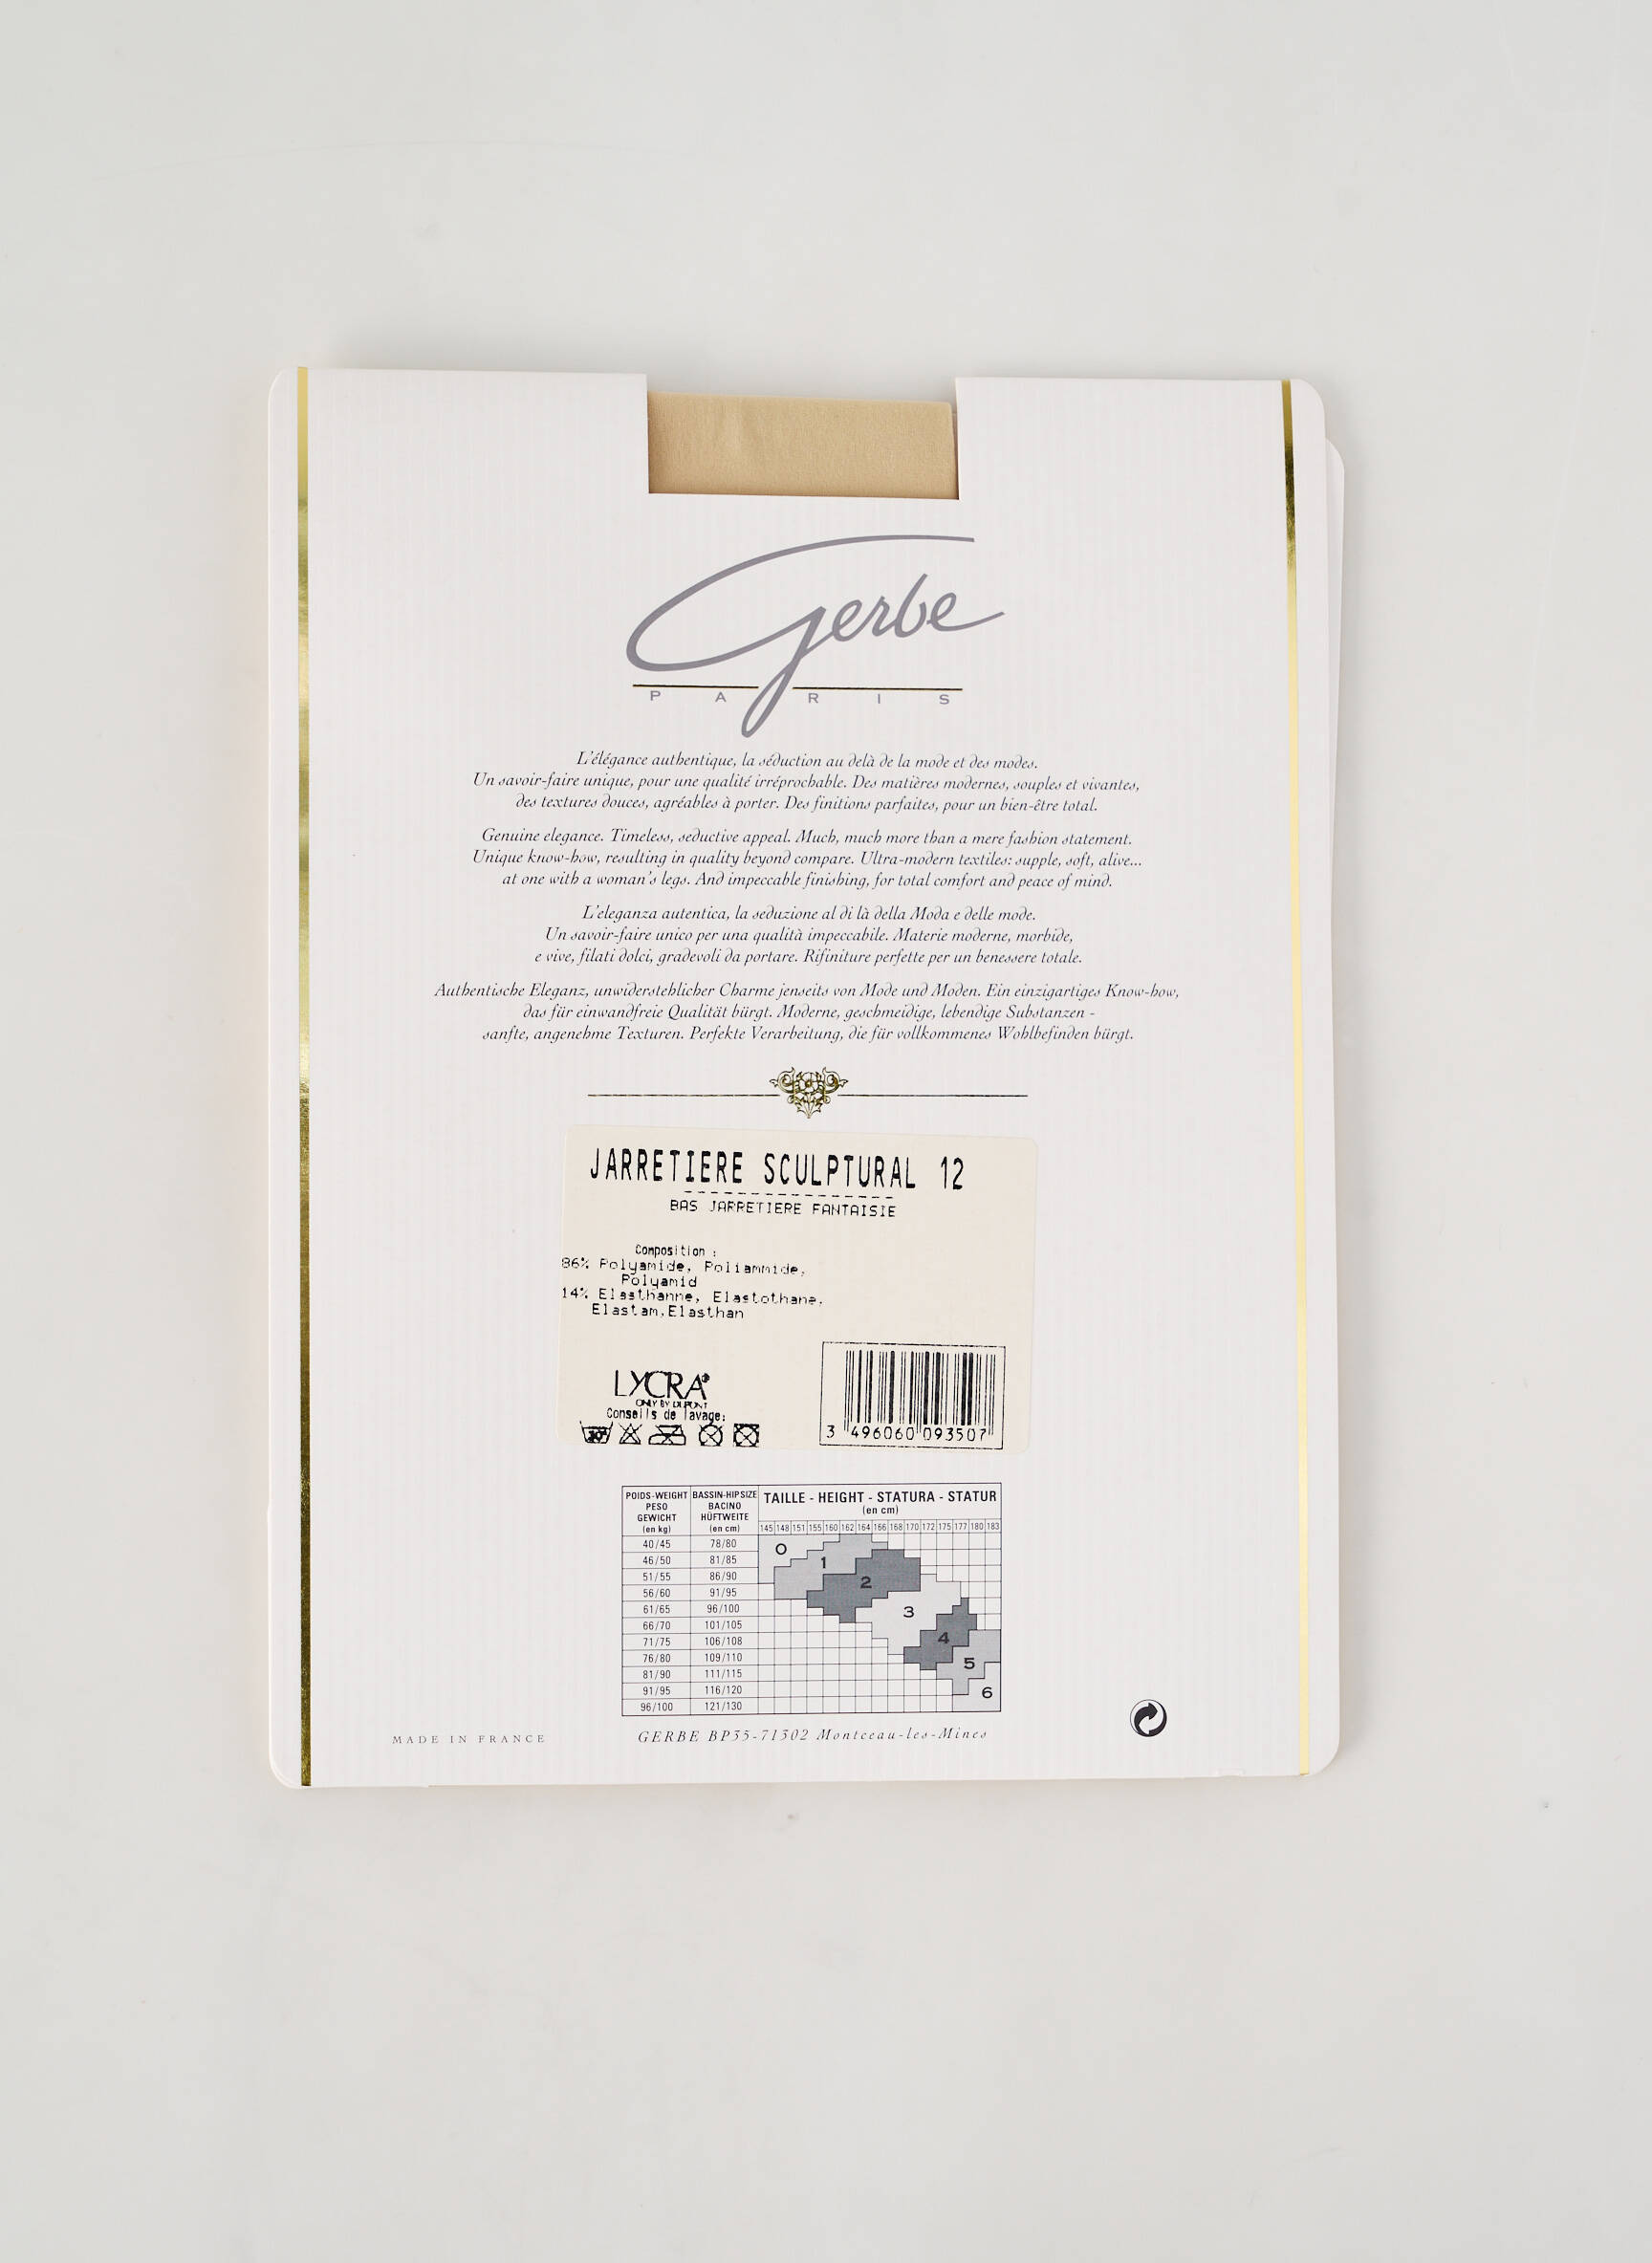 Gerbe
PARIS
L'élégance authentique, la séduction au delà de la mode et des modes.
Un savoir-faire unique, pour une qualité irréprochable. Des matières modernes, souples et vivantes,
des textures douces, agréables à porter. Des finitions parfaites, pour un bien-être total.
Genuine elegance. Timeless, seductive appeal. Much, much more than a mere fashion statement.
Unique know-how, resulting in quality beyond compare. Ultra-modern textiles: supple, soft, alive...
at one with a woman's legs. And impeccable finishing, for total comfort and peace of mind.
L'eleganza autentica, la seduzione al di là della Moda e delle mode.
Un savoir-faire unico per una qualità impeccabile. Materie moderne, morbide,
e vive, filati dolci, gradevoli da portare. Rifiniture perfette per un benessere totale.
Authentische Eleganz, unwiderstehlicher Charme jenseits von Mode und Moden. Ein einzigartiges Know-how,
das für einwandfreie Qualität bürgt. Moderne, geschmeidige, lebendige Substanzen -
sanfte, angenehme Texturen. Perfekte Verarbeitung, die für vollkommenes Wohlbefinden bürgt.
JARRETIERE SCULPTURAL 12
BAS JARRETIERE FANTAISIE
Composition :
86% Polyamide, Poliammide,
Polyamid
14% Elasthanne, Elastothane,
Elastam,Elasthan
LYCRA®
ONLY BY DUPONT
Conseils de lavage:
30°
3 496060 093507
POIDS-WEIGHT BASSIN-HIPSIZE TAILLE - HEIGHT - STATURA - STATUR
PESO BACINO (en cm)
GEWICHT HÜFTWEITE
(en kg) (en cm) 145 148 151 155 160 162 164 166 168 170 172 175 177 180 183
40/45 78/80 0
46/50 81/85 1
51/55 86/90 2
56/60 91/95
61/65 96/100 3
66/70 101/105
71/75 106/108 4
76/80 109/110 5
81/90 111/115
91/95 116/120 6
96/100 121/130
MADE IN FRANCE
GERBE BP33-71302 Montceau-les-Mines